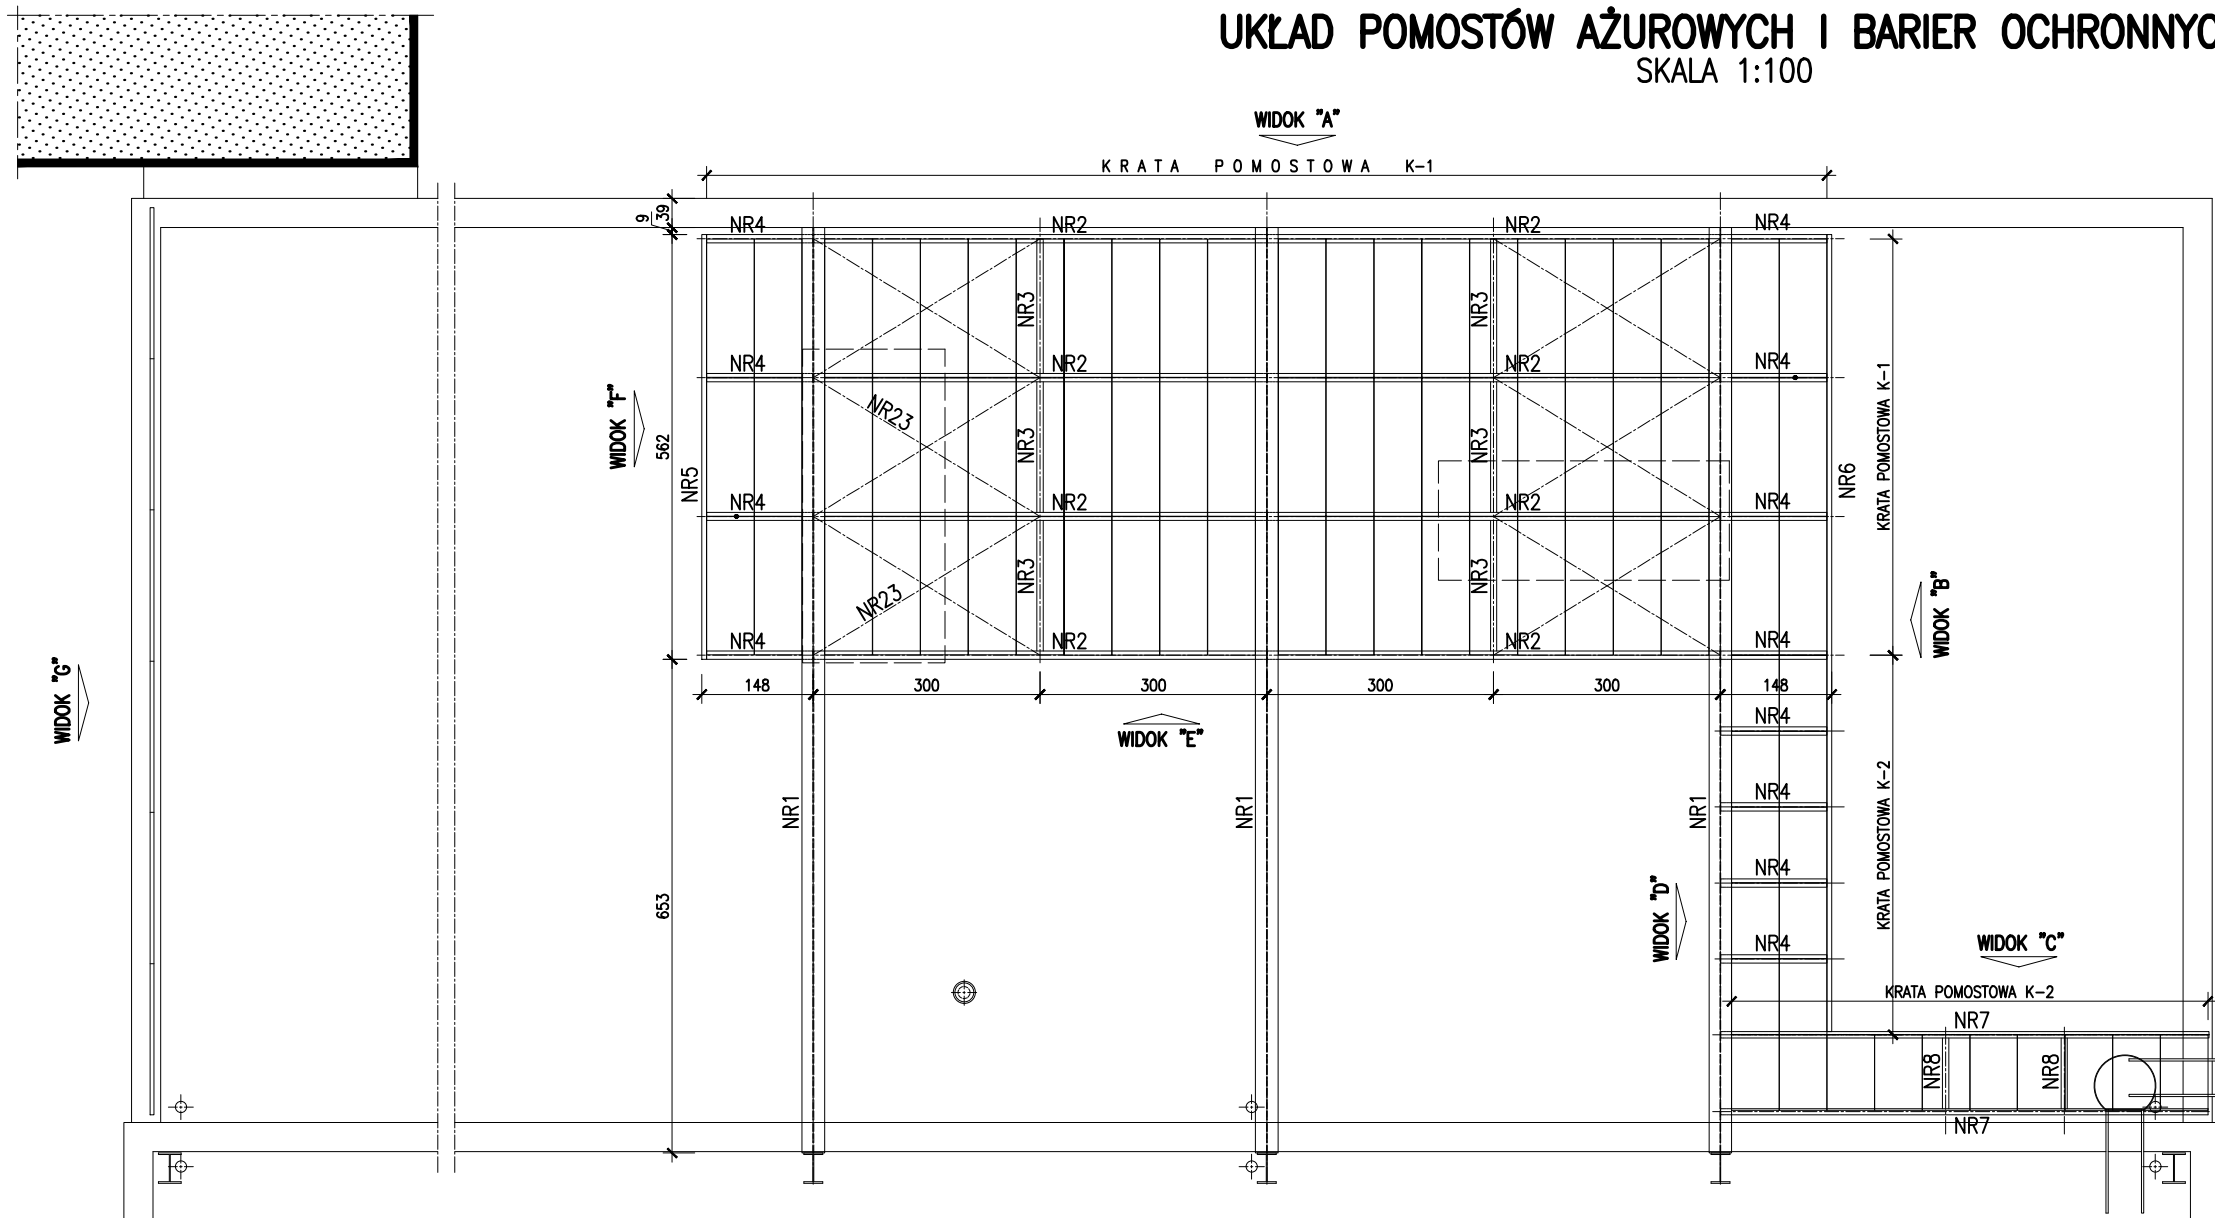 UKŁAD POMOSTÓW AŻUROWYCH I BARIER OCHRONNYC
SKALA 1:100
WIDOK "A"
KRATA POMOSTOWA K-1
9
39
NR4 NR2 NR2 NR4
NR3 NR3
NR4 NR2 NR2 NR4
KRATA POMOSTOWA K-1
WIDOK "F"
562
NR23
NR3 NR3
NR5
NR6
NR4 NR2 NR2 NR4
NR3 NR3
NR23
WIDOK "B"
NR4 NR2 NR2 NR4
WIDOK "G"
148 300 300 300 300 148
NR4
WIDOK "E"
NR4
NR1 NR1 NR1
KRATA POMOSTOWA K-2
NR4
653
WIDOK "D"
NR4
WIDOK "C"
KRATA POMOSTOWA K-2
NR7
NR8 NR8
NR7